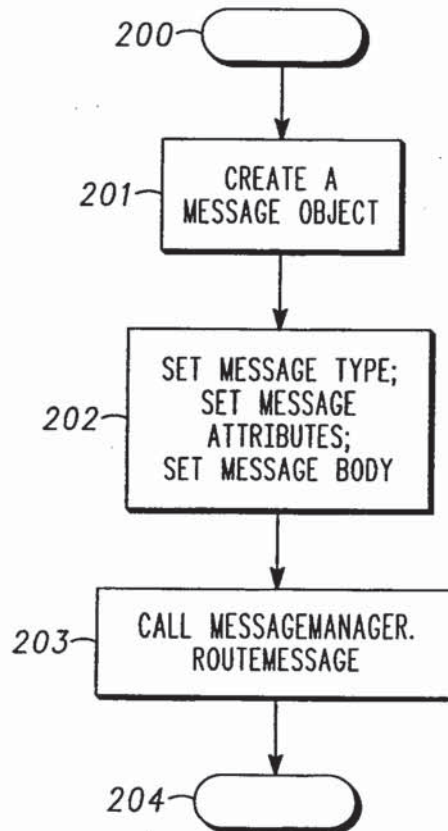 200
201
CREATE A
MESSAGE OBJECT
202
SET MESSAGE TYPE;
SET MESSAGE
ATTRIBUTES;
SET MESSAGE BODY
203
CALL MESSAGEMANAGER.
ROUTEMESSAGE
204